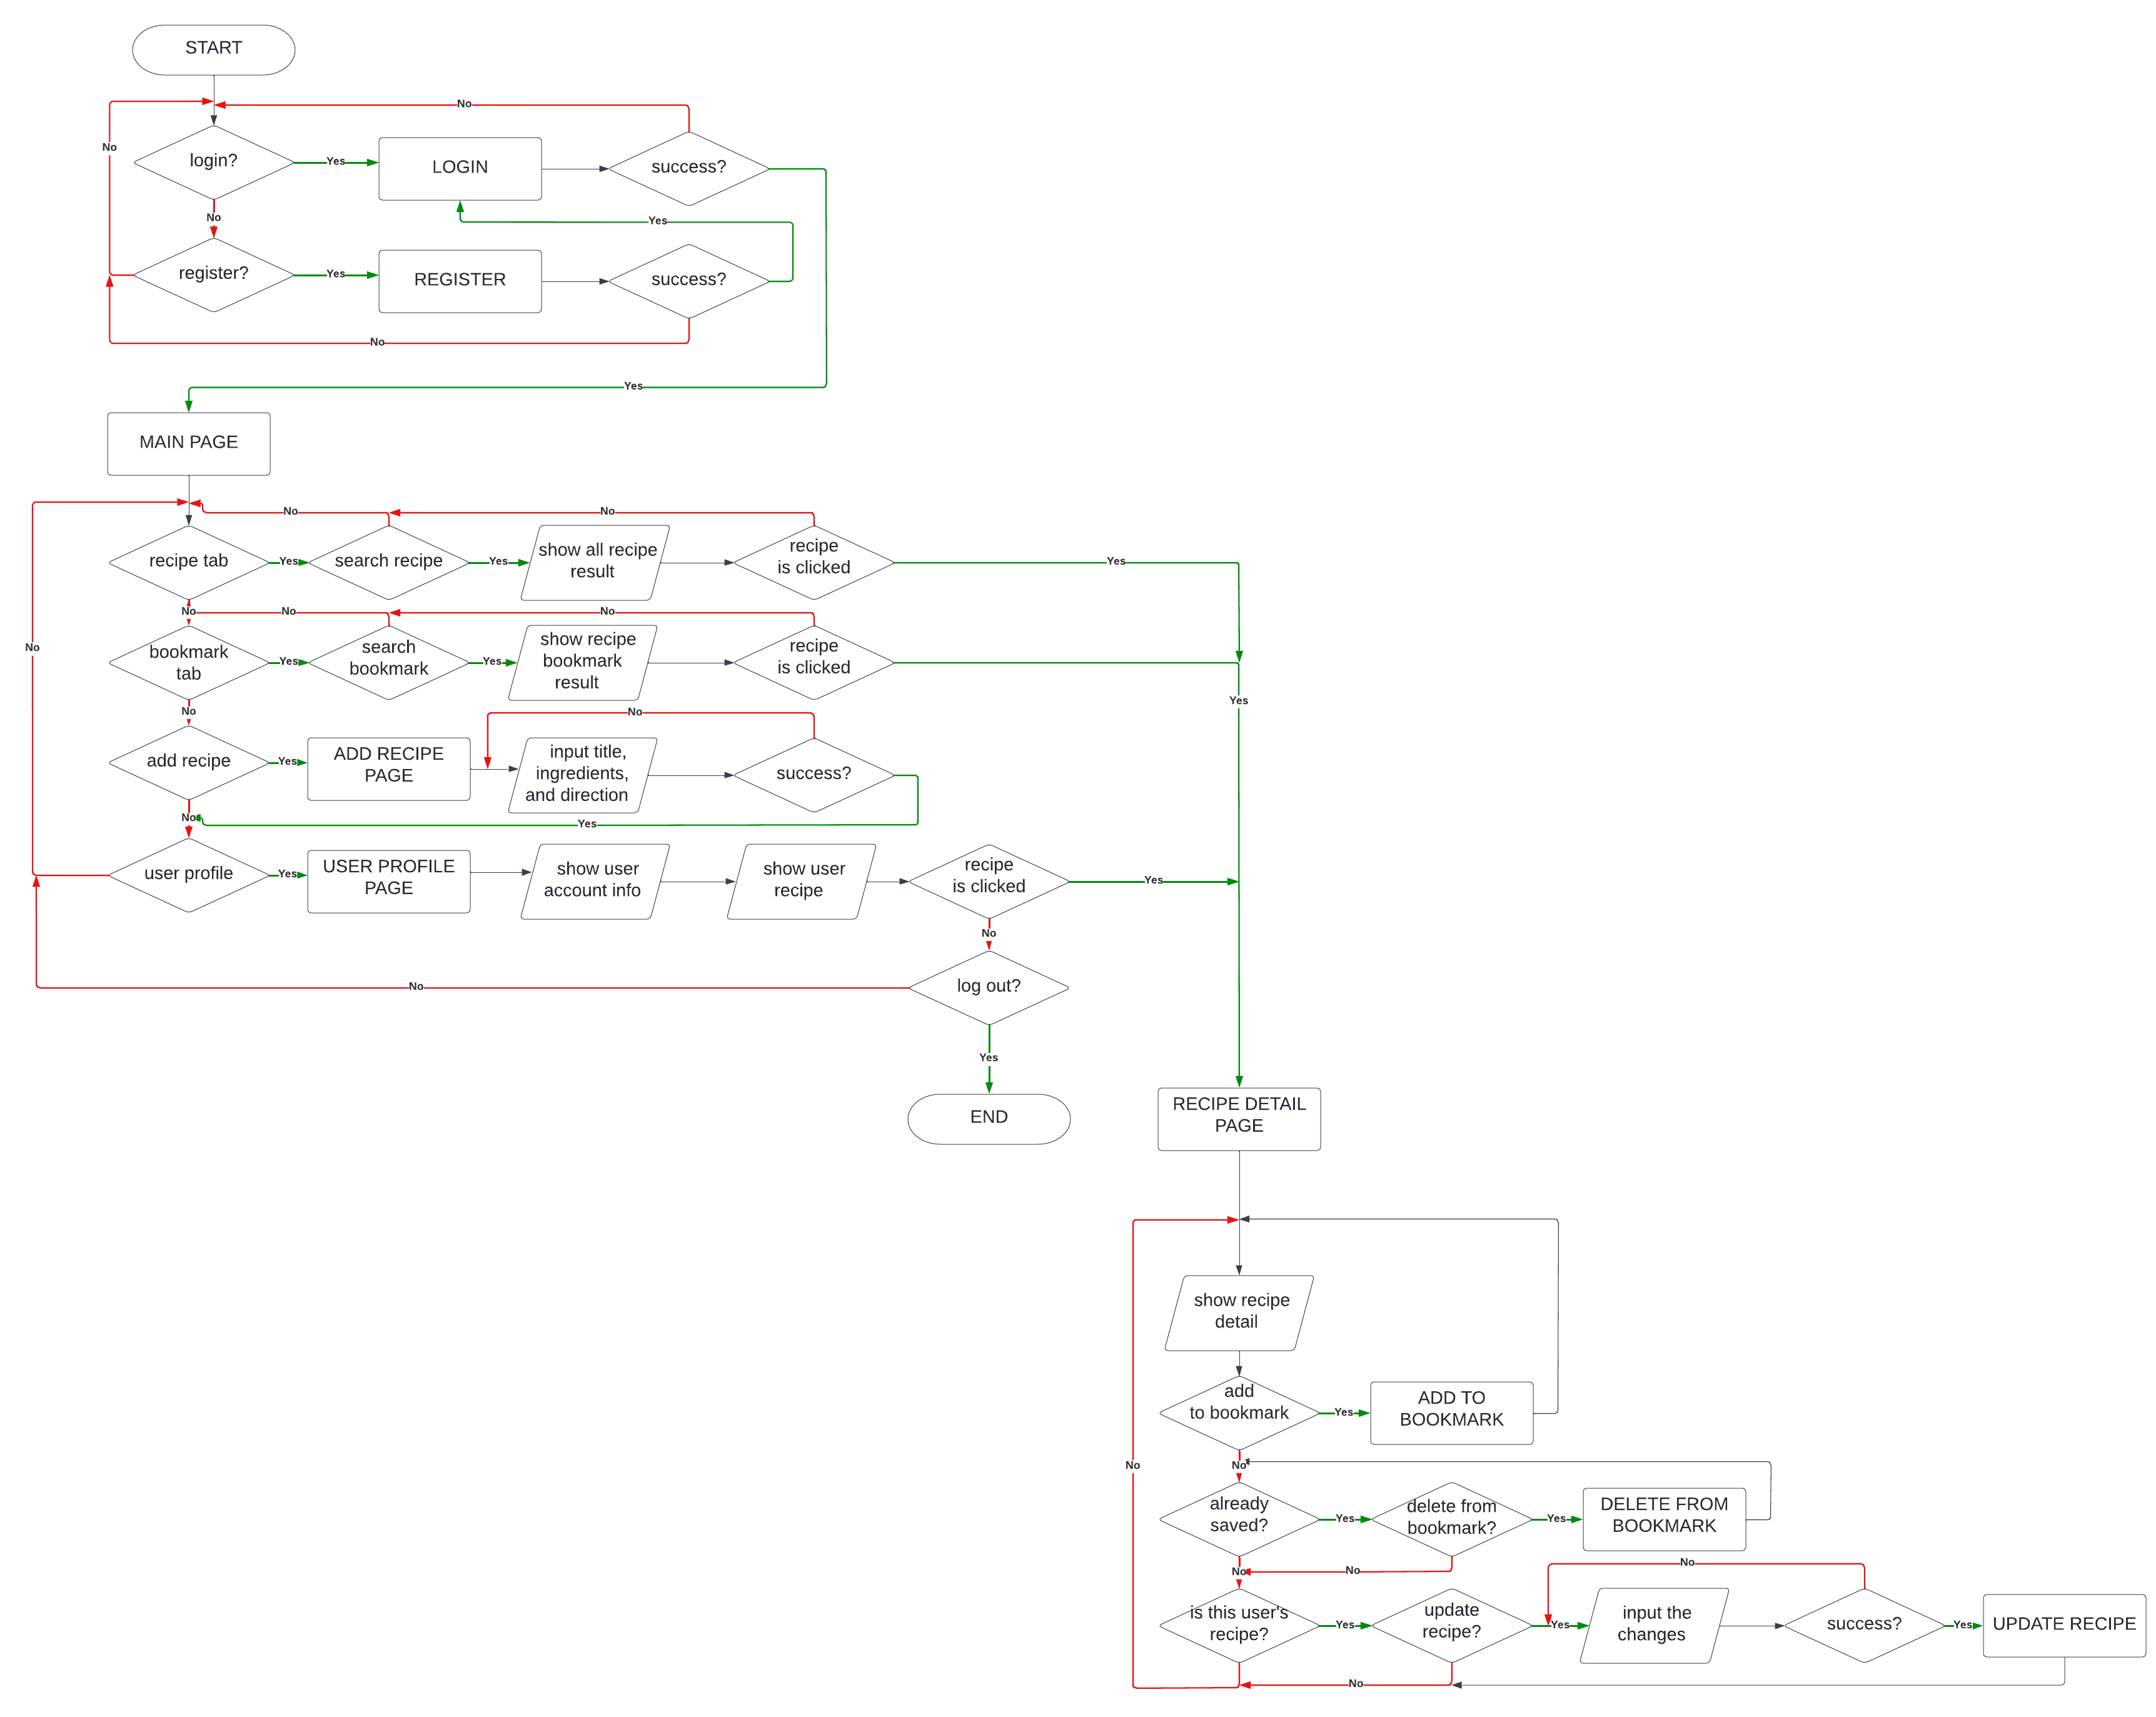 START
No
No
login?
Yes
LOGIN
success?
No
Yes
register?
Yes
REGISTER
success?
No
Yes
MAIN PAGE
No
No
recipe tab
Yes
search recipe
Yes
show all recipe
result
recipe
is clicked
Yes
No
No
No
No
bookmark
tab
Yes
search
bookmark
Yes
show recipe
bookmark
result
recipe
is clicked
Yes
No
No
add recipe
Yes
ADD RECIPE
PAGE
input title,
ingredients,
and direction
success?
No
Yes
user profile
Yes
USER PROFILE
PAGE
show user
account info
show user
recipe
recipe
is clicked
Yes
No
No
log out?
Yes
END
RECIPE DETAIL
PAGE
show recipe
detail
add
to bookmark
Yes
ADD TO
BOOKMARK
No
No
already
saved?
Yes
delete from
bookmark?
Yes
DELETE FROM
BOOKMARK
No
No
No
is this user's
recipe?
Yes
update
recipe?
Yes
input the
changes
success?
Yes
UPDATE RECIPE
No